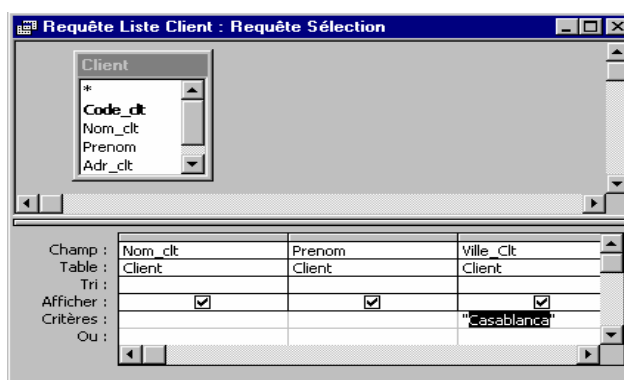 Requête Liste Client : Requête Sélection
Client
*
Code_clt
Nom_clt
Prenom
Adr_clt
Champ : Nom_clt Prenom Ville_Clt
Table : Client Client Client
Tri :
Afficher :
Critères : "Casablanca"
Ou :